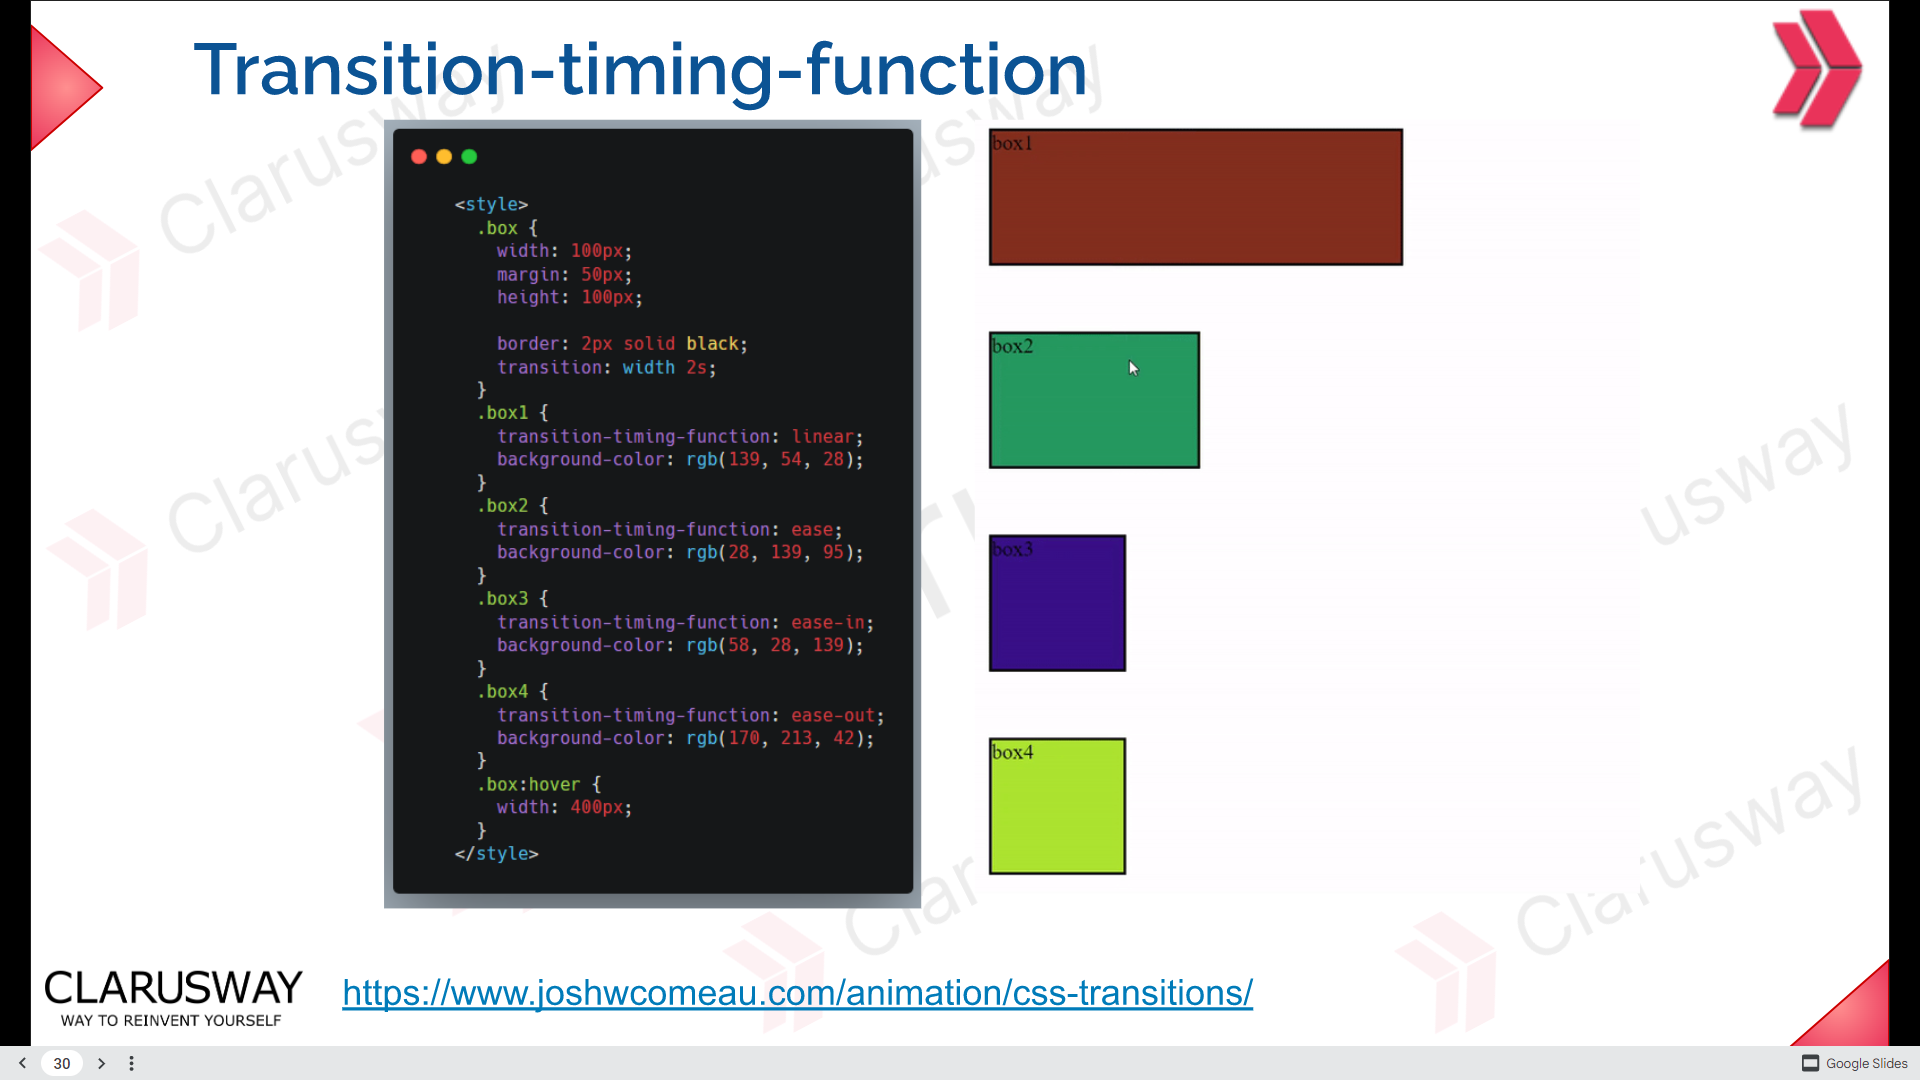 Transition-timing-function
<style>
.box {
width: 100px;
margin: 50px;
height: 100px;
border: 2px solid black;
transition: width 2s;
}
.box1 {
transition-timing-function: linear;
background-color: rgb(139, 54, 28);
}
.box2 {
transition-timing-function: ease;
background-color: rgb(28, 139, 95);
}
.box3 {
transition-timing-function: ease-in;
background-color: rgb(58, 28, 139);
}
.box4 {
transition-timing-function: ease-out;
background-color: rgb(170, 213, 42);
}
.box:hover {
width: 400px;
}
</style>
box1
box2
box3
box4
Clarusway
Clarusway
usway
Clarusway
CLARUSWAY
WAY TO REINVENT YOURSELF
https://www.joshwcomeau.com/animation/css-transitions/
30
Google Slides